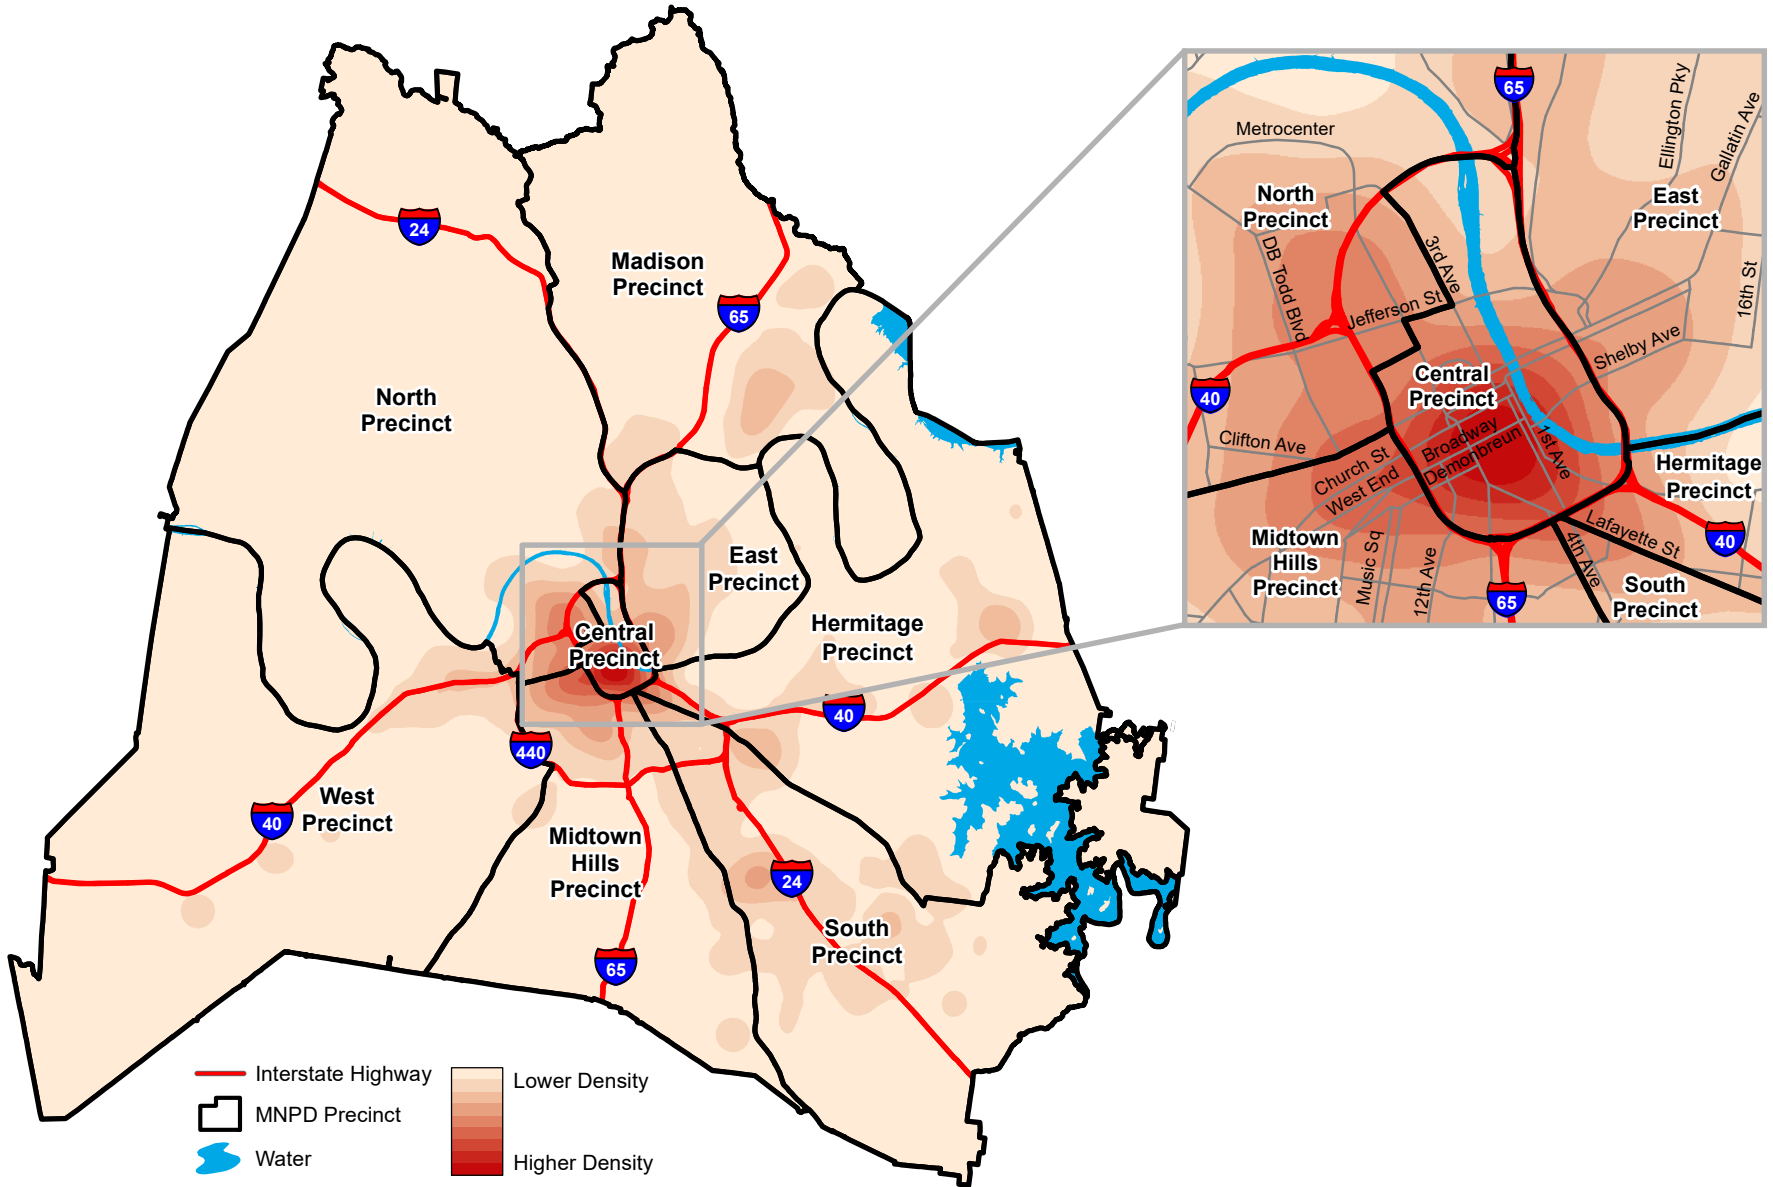 24
Madison
Precinct
65
North
Precinct
East
Precinct
Central
Precinct
Hermitage
Precinct
40
440
West
Precinct
40
Midtown
Hills
Precinct
24
South
Precinct
65
Interstate Highway
MNPD Precinct
Water
Lower Density
Higher Density
65
Ellington Pky
Gallatin Ave
Metrocenter
North
Precinct
East
Precinct
3rd Ave
DB Todd Blvd
16th St
Jefferson St
Shelby Ave
Central
Precinct
40
Clifton Ave
Broadway
Demonbreun
1st Ave
Church St
West End
Hermitage
Precinct
Lafayette St
40
Midtown
Hills
Precinct
Music Sq
12th Ave
4th Ave
65
South
Precinct